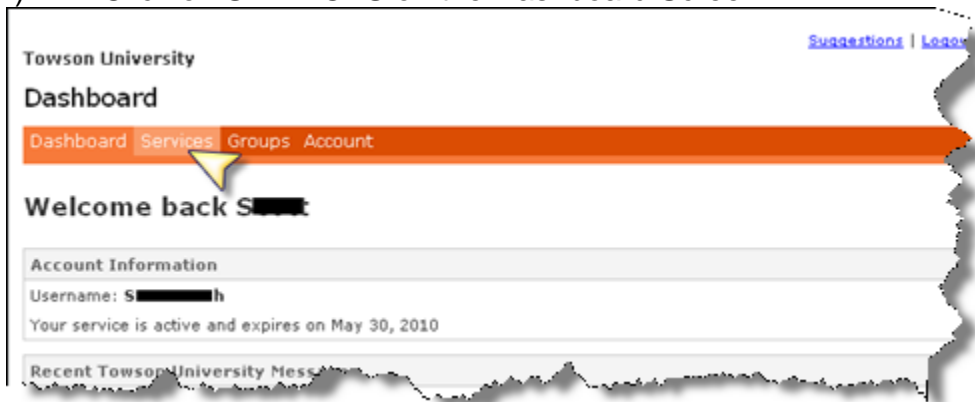 Suggestions | Logou
Towson University
Dashboard
Dashboard Services Groups Account
Welcome back S t
Account Information
Username: S h
Your service is active and expires on May 30, 2010
Recent Towson University Mess